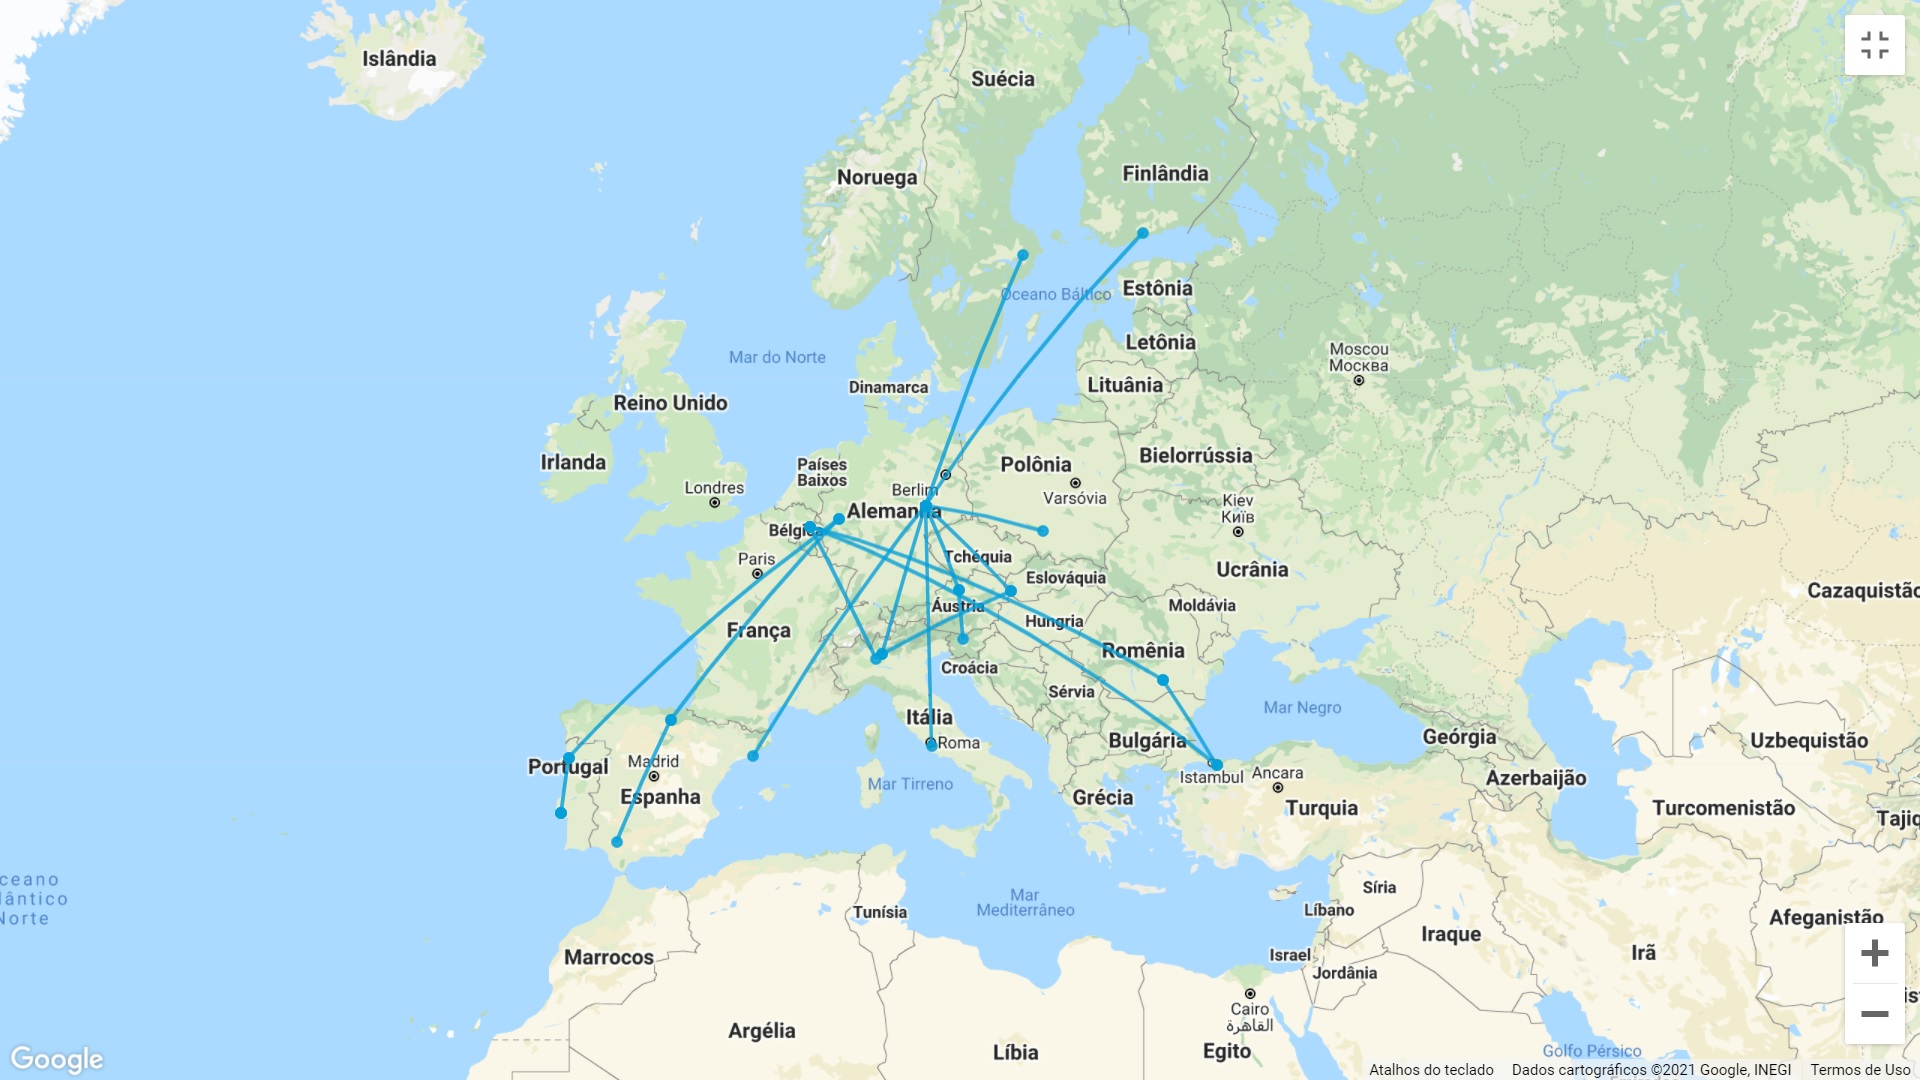 Islândia
Suécia
Finlândia
Noruega
Oceano Báltico
Estônia
Letônia
Moscou
Москва
Mar do Norte
Dinamarca
Lituânia
Reino Unido
Irlanda
Países
Baixos
Polônia
Bielorrússia
Londres
Berlim
Varsóvia
Kiev
Київ
Alemanha
Bélgica
Paris
Tchéquia
Eslováquia
Ucrânia
Cazaquistão
Áustria
Moldávia
Hungria
França
Romênia
Croácia
Sérvia
Mar Negro
Itália
Roma
Bulgária
Geórgia
Uzbequistão
Portugal
Madrid
Istambul
Ancara
Azerbaijão
Mar Tirreno
Espanha
Grécia
Turquia
Turcomenistão
Tajiq
ceano
lântico
Norte
Mar
Mediterrâneo
Síria
Tunísia
Líbano
Afeganistão
Iraque
Irã
Marrocos
Israel
Jordânia
Cairo
القاهرة
Argélia
Líbia
Egito
Golfo Pérsico
Google
Atalhos do teclado
Dados cartográficos ©2021 Google, INEGI
Termos de Uso